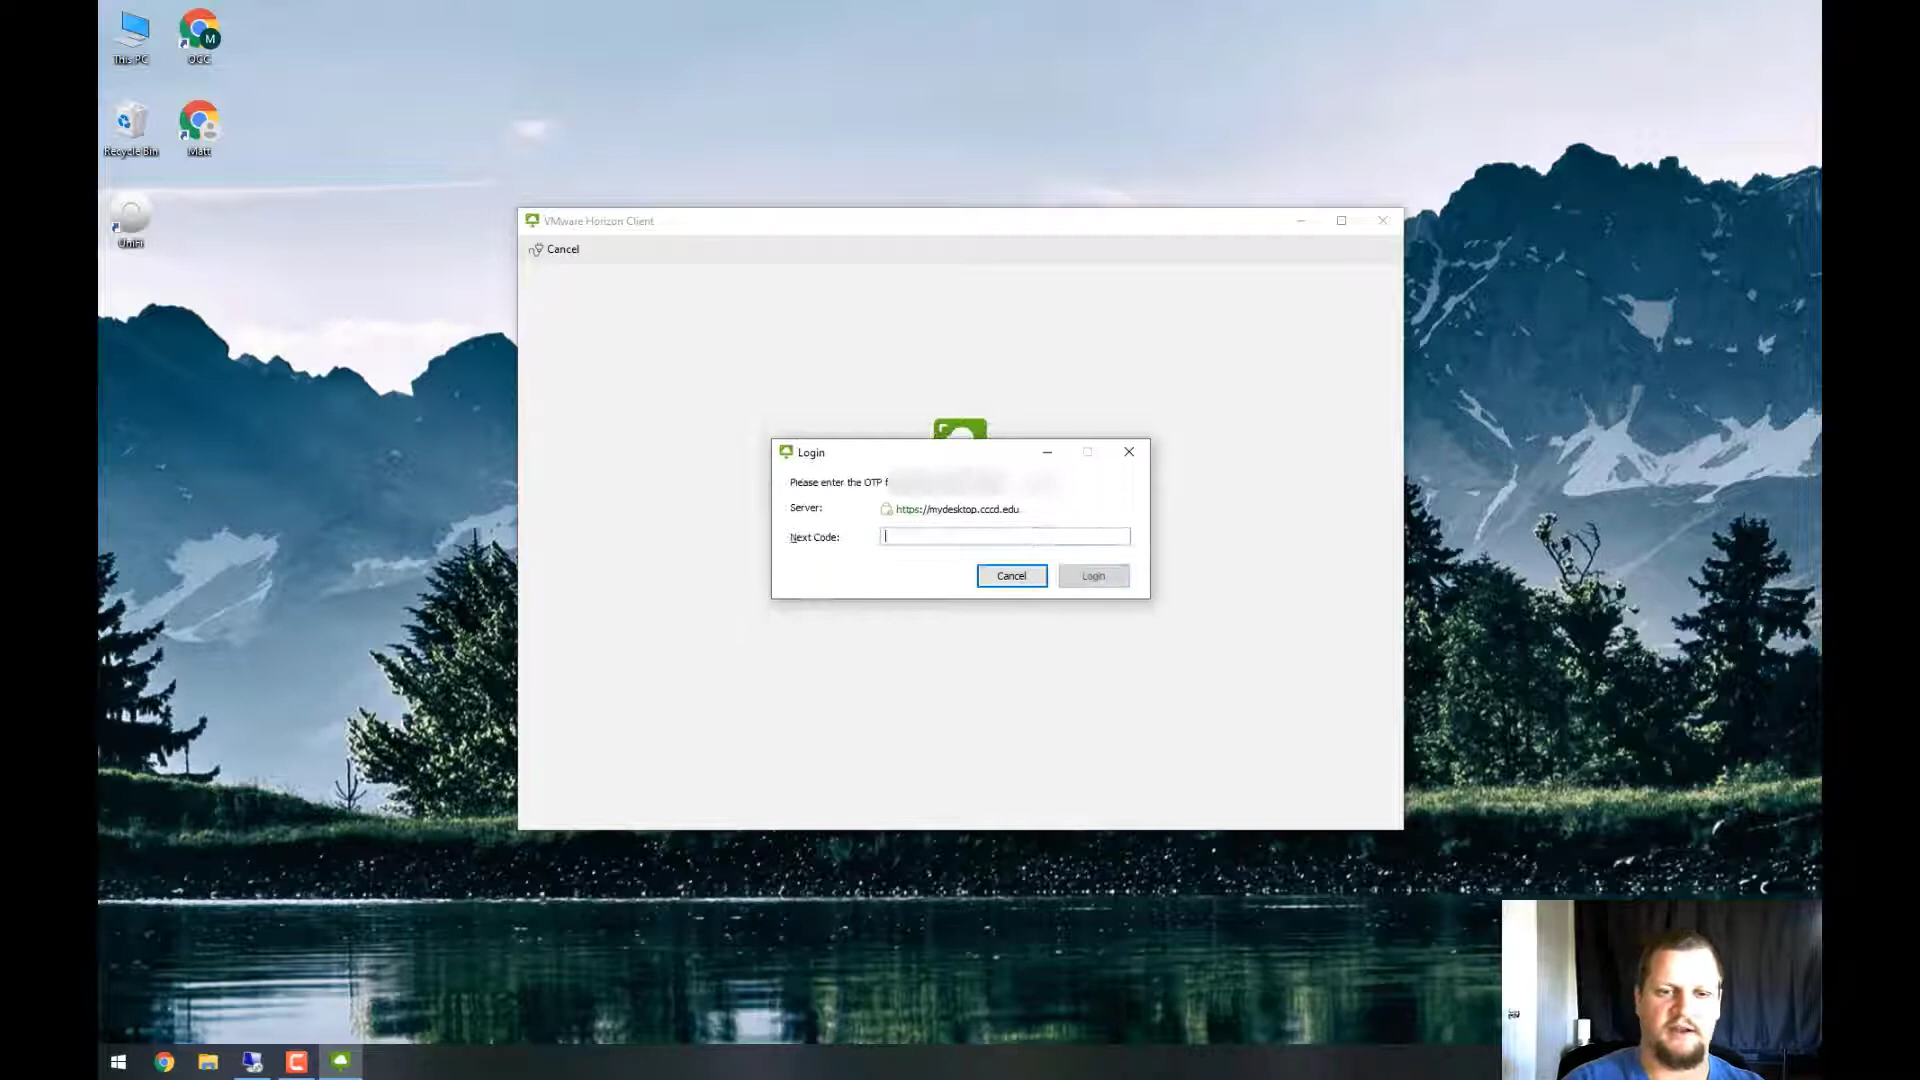 This PC
OCC
M
Recycle Bin
Matt
UniFi
VMware Horizon Client
Cancel
Login
Please enter the OTP f
Server:
https://mydesktop.cccd.edu
Next Code:
Cancel
Login